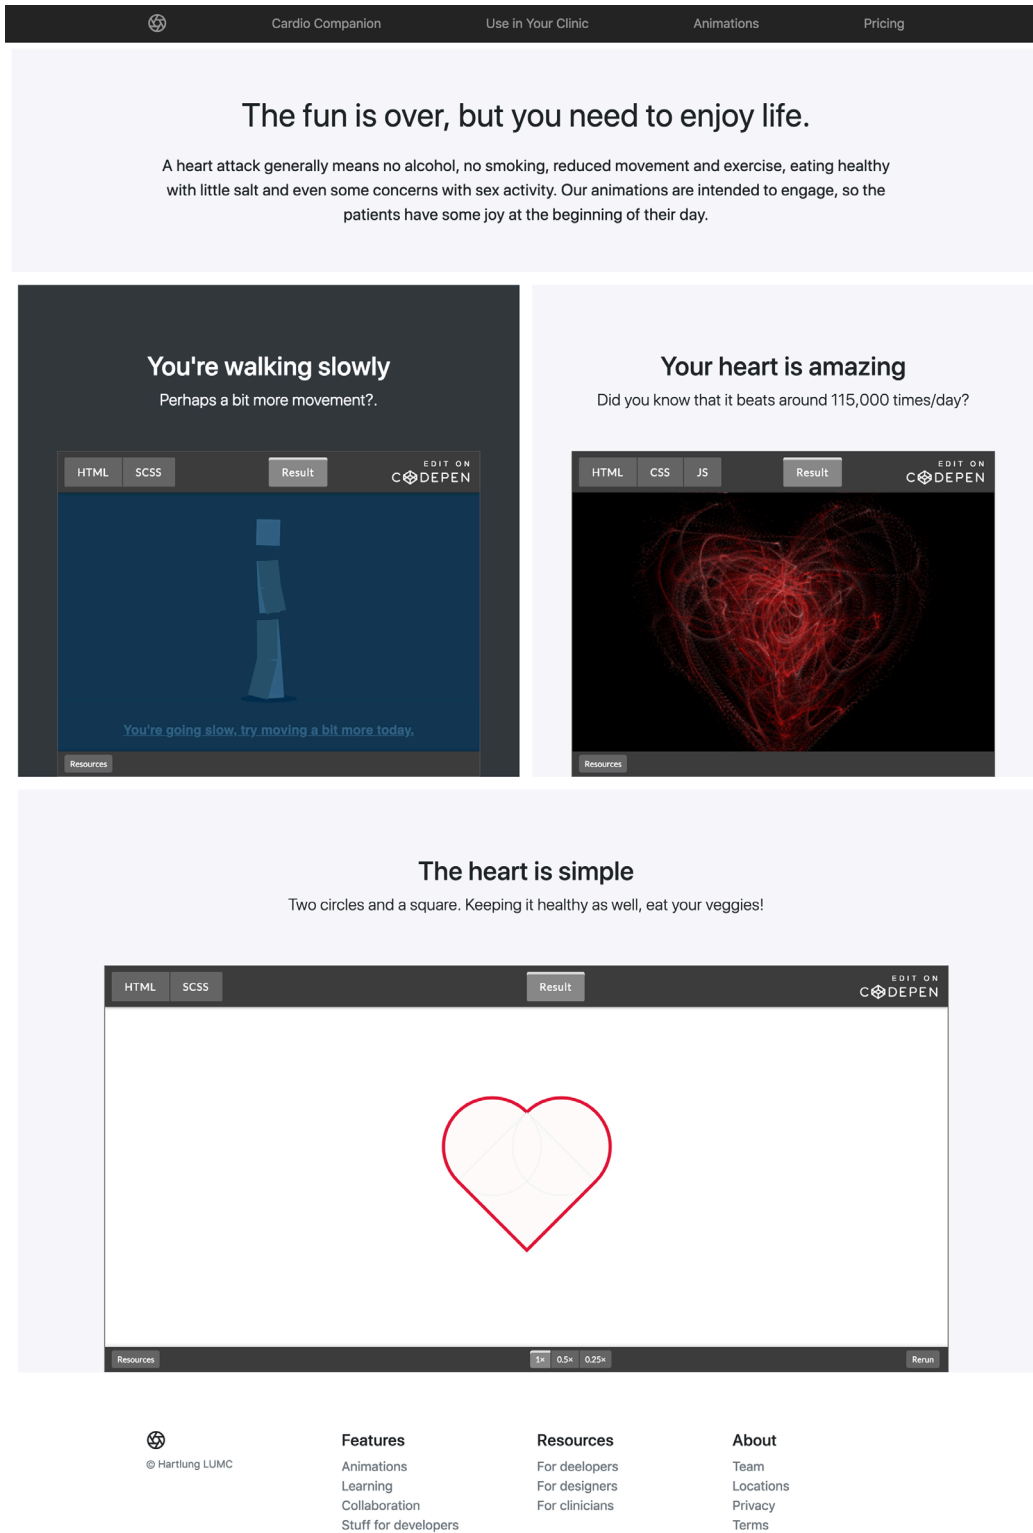 Cardio Companion
Use in Your Clinic
Animations
Pricing
The fun is over, but you need to enjoy life.
A heart attack generally means no alcohol, no smoking, reduced movement and exercise, eating healthy
with little salt and even some concerns with sex activity. Our animations are intended to engage, so the
patients have some joy at the beginning of their day.
You're walking slowly
Perhaps a bit more movement?.
HTML SCSS Result EDIT ON
CODEPEN
You're going slow, try moving a bit more today.
Resources
Your heart is amazing
Did you know that it beats around 115,000 times/day?
HTML CSS JS Result EDIT ON
CODEPEN
Resources
The heart is simple
Two circles and a square. Keeping it healthy as well, eat your veggies!
HTML SCSS Result EDIT ON
CODEPEN
Resources 1× 0.5× 0.25× Rerun
© Hartlung LUMC
Features
Animations
Learning
Collaboration
Stuff for developers
Resources
For deelopers
For designers
For clinicians
About
Team
Locations
Privacy
Terms